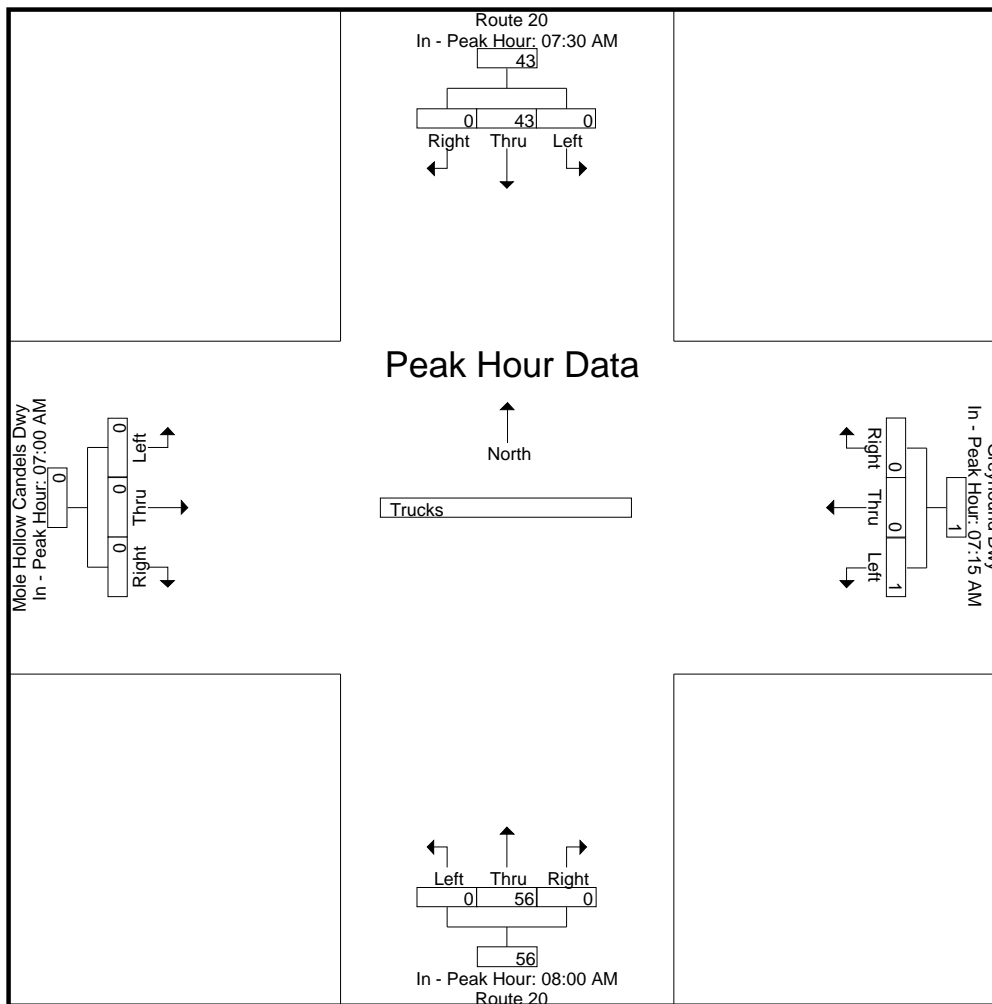 Route 20
In - Peak Hour: 07:30 AM
43
0 43 0
Right Thru Left
Peak Hour Data
North
Trucks
Mole Hollow Candels Dwy
In - Peak Hour: 07:00 AM
0
0 0 0
Left Thru Right
Dwy
In - Peak Hour: 07:15 AM
1
0 0 1
Right Thru Left
Left Thru Right
0 56 0
56
In - Peak Hour: 08:00 AM
Route 20